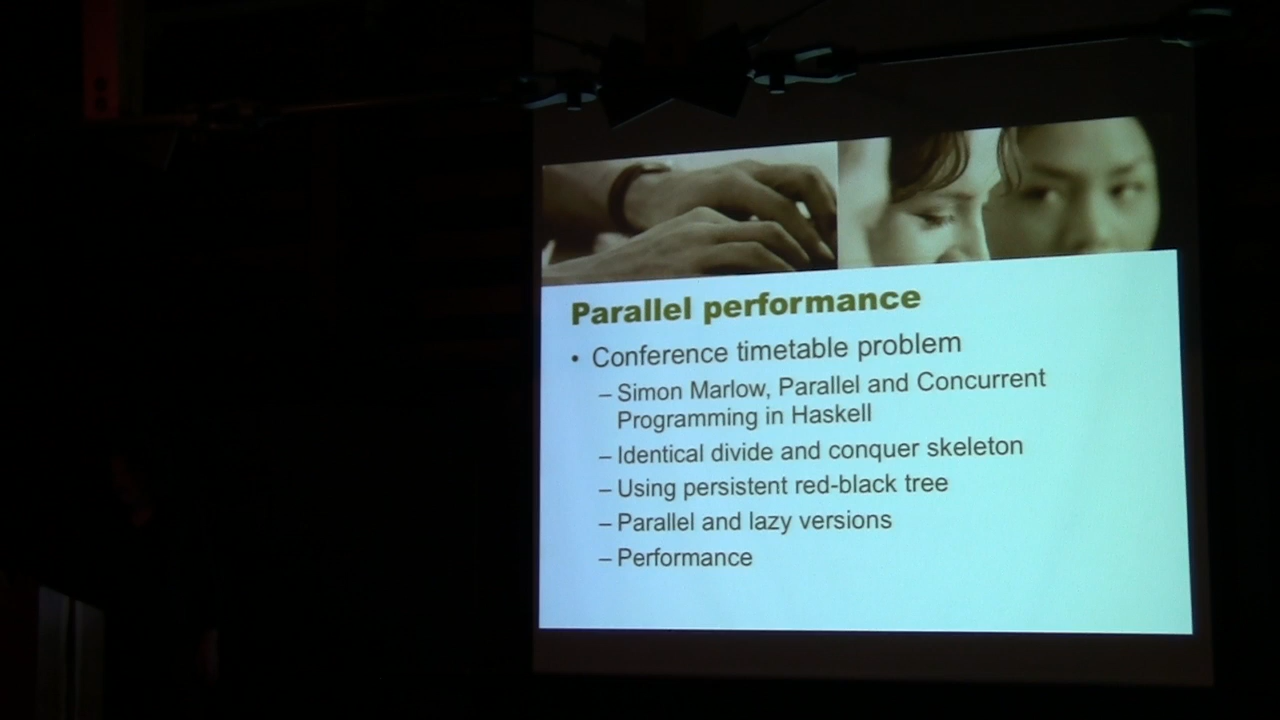 Parallel performance
• Conference timetable problem
– Simon Marlow, Parallel and Concurrent
Programming in Haskell
– Identical divide and conquer skeleton
– Using persistent red-black tree
– Parallel and lazy versions
– Performance